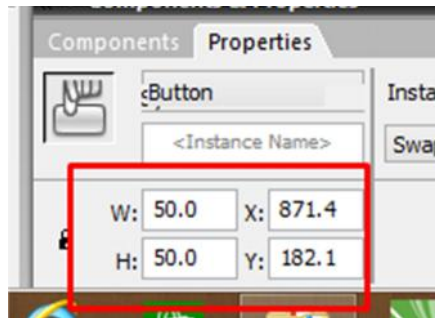 Components Properties
Button Insta
<Instance Name> Swap
W: 50.0 X: 871.4
H: 50.0 Y: 182.1